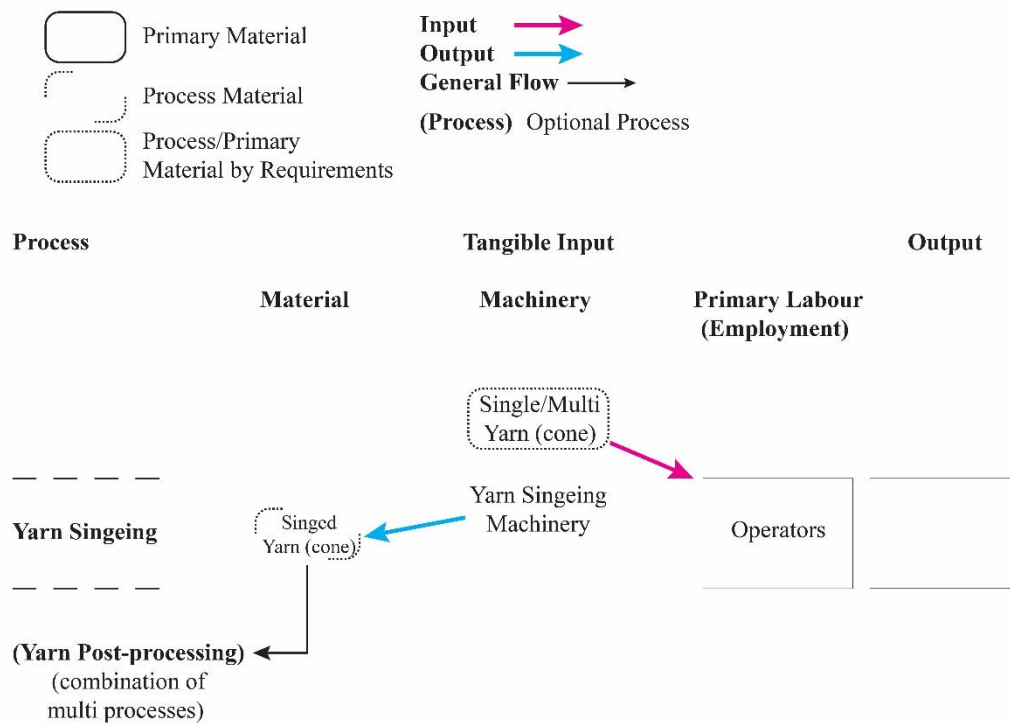 Primary Material
Process Material
Process/Primary
Material by Requirements
Input
Output
General Flow
(Process) Optional Process
Process
Tangible Input
Output
Material
Machinery
Primary Labour
(Employment)
Single/Multi
Yarn (cone)
Yarn Singeing
Singed
Yarn (cone)
Yarn Singeing
Machinery
Operators
(Yarn Post-processing)
(combination of
multi processes)